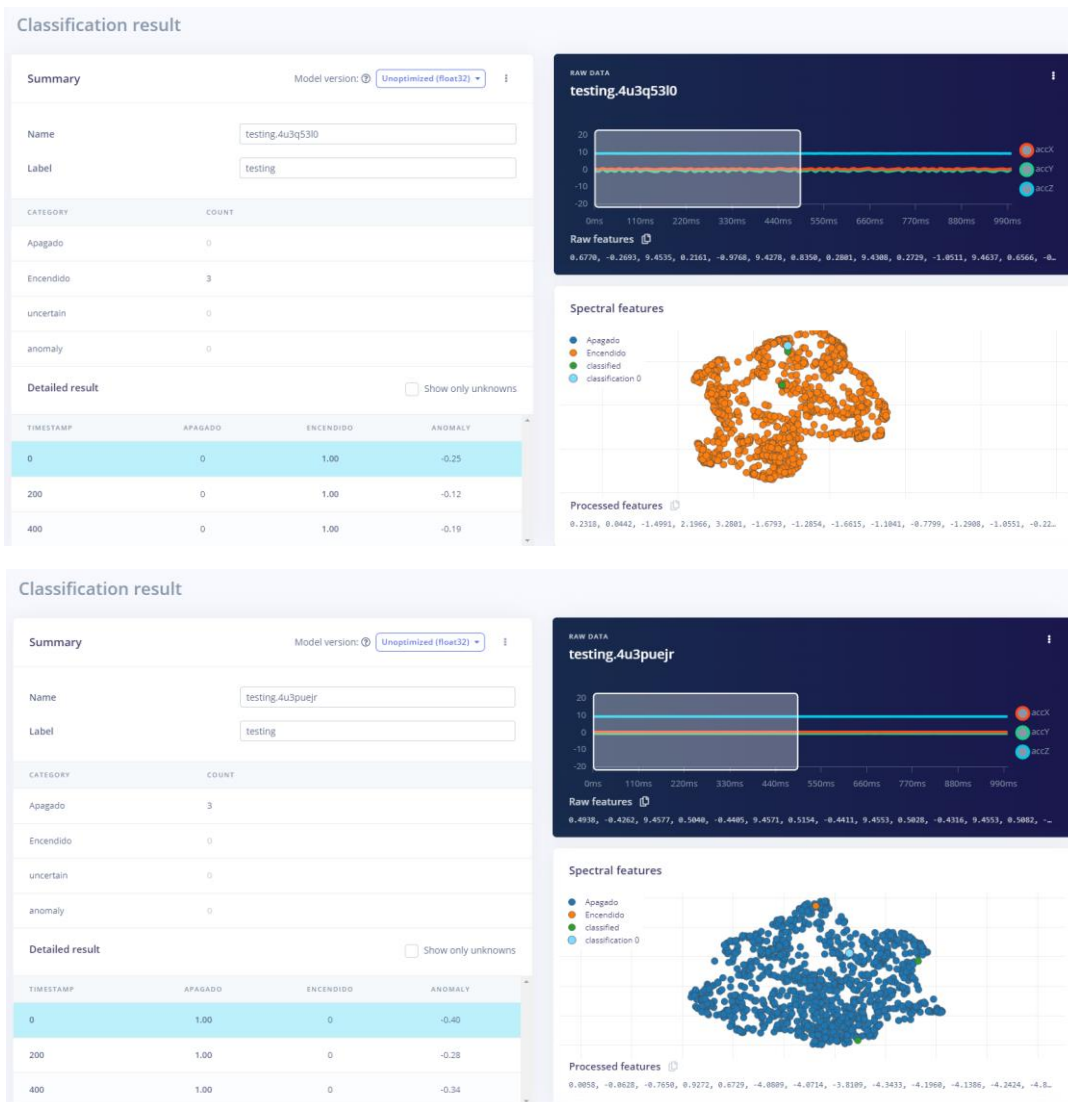 Classification result
Summary
Model version: Unoptimized (float32)
Name testing.4u3q53l0
Label testing
CATEGORY COUNT
Apagado 0
Encendido 3
uncertain 0
anomaly 0
Detailed result Show only unknowns
TIMESTAMP APAGADO ENCENDIDO ANOMALY
0 0 1.00 -0.25
200 0 1.00 -0.12
400 0 1.00 -0.19
RAW DATA
testing.4u3q53l0
20
10
0
-10
-20
accX
accY
accZ
0ms 110ms 220ms 330ms 440ms 550ms 660ms 770ms 880ms 990ms
Raw features
0.6770, -0.2693, 9.4535, 0.2161, -0.9768, 9.4278, 0.8350, 0.2801, 9.4308, 0.2729, -1.0511, 9.4637, 0.6566, -0…
Spectral features
Apagado
Encendido
classified
classification 0
Processed features
0.2318, 0.0442, -1.4991, 2.1966, 3.2801, -1.6793, -1.2854, -1.6615, -1.1041, -0.7799, -1.2908, -1.0551, -0.22…
Classification result
Summary
Model version: Unoptimized (float32)
Name testing.4u3puejr
Label testing
CATEGORY COUNT
Apagado 3
Encendido 0
uncertain 0
anomaly 0
Detailed result Show only unknowns
TIMESTAMP APAGADO ENCENDIDO ANOMALY
0 1.00 0 -0.40
200 1.00 0 -0.28
400 1.00 0 -0.34
RAW DATA
testing.4u3puejr
20
10
0
-10
-20
accX
accY
accZ
0ms 110ms 220ms 330ms 440ms 550ms 660ms 770ms 880ms 990ms
Raw features
0.4938, -0.4262, 9.4577, 0.5040, -0.4405, 9.4571, 0.5154, -0.4411, 9.4553, 0.5028, -0.4316, 9.4553, 0.5082, -…
Spectral features
Apagado
Encendido
classified
classification 0
Processed features
0.0058, -0.0628, -0.7650, 0.9272, 0.6729, -4.0809, -4.0714, -3.8109, -4.3433, -4.1960, -4.1386, -4.2424, -4.8…